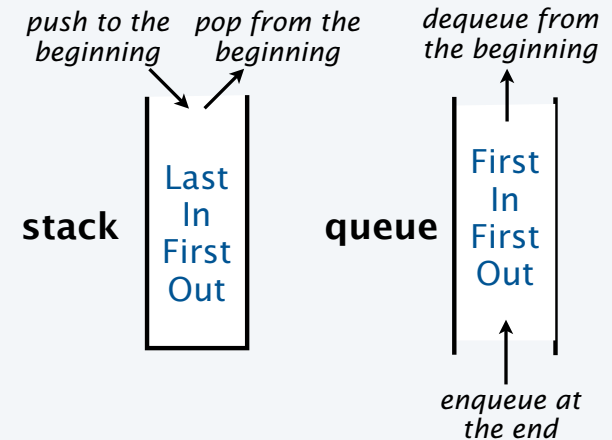 push to the
beginning
pop from the
beginning
stack
Last
In
First
Out
dequeue from
the beginning
queue
First
In
First
Out
enqueue at
the end